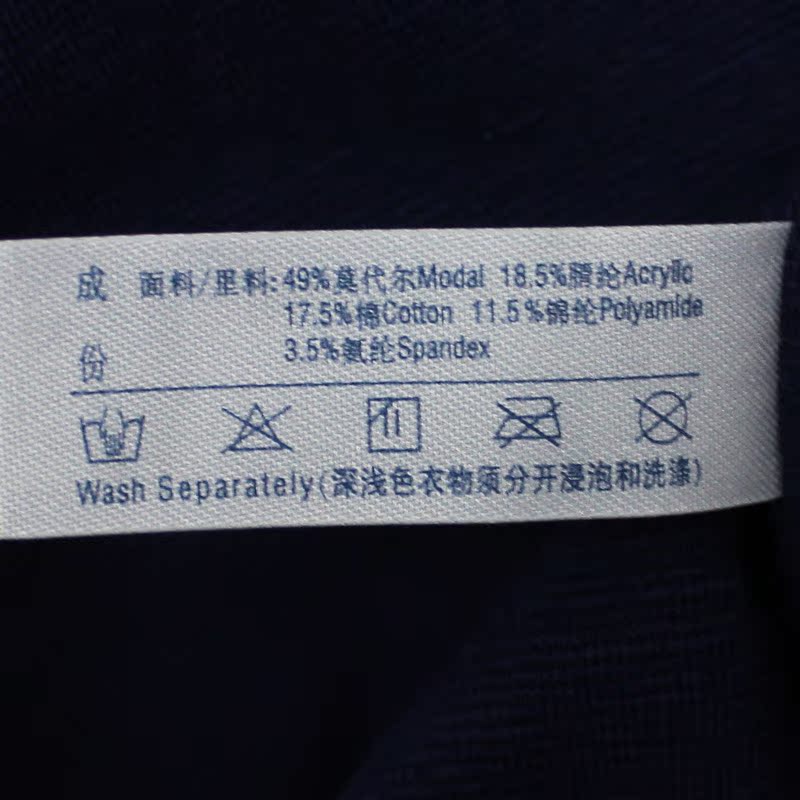 成 面料/里料:49%莫代尔Modal 18.5%腈纶Acrylic
17.5%棉Cotton 11.5%锦纶Polyamide
份 3.5%氨纶Spandex
Wash Separately(深浅色衣物须分开浸泡和洗涤)